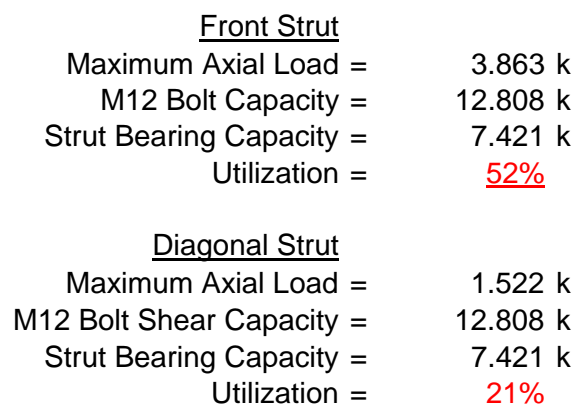 Front Strut
Maximum Axial Load = 3.863 k
M12 Bolt Capacity = 12.808 k
Strut Bearing Capacity = 7.421 k
Utilization = 52%
Diagonal Strut
Maximum Axial Load = 1.522 k
M12 Bolt Shear Capacity = 12.808 k
Strut Bearing Capacity = 7.421 k
Utilization = 21%